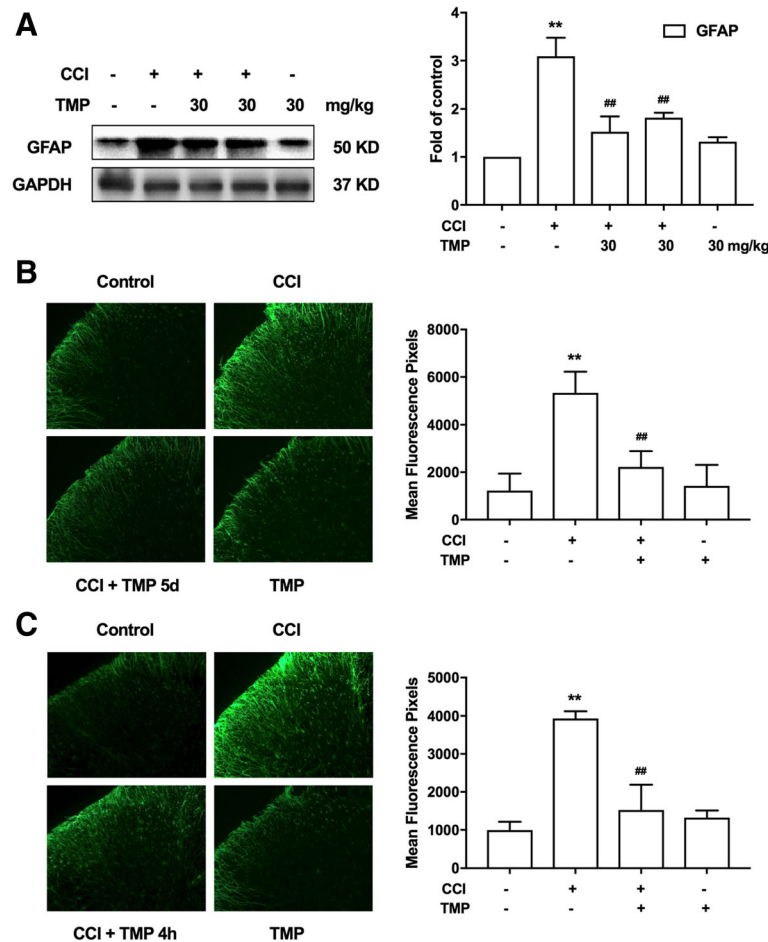 A
CCI - + + + -
TMP - - 30 30 30 mg/kg
GFAP 50 KD
GAPDH 37 KD
GFAP
Fold of control
4
3
2
1
0
** ## ##
CCI - + + + -
TMP - - 30 30 30 mg/kg
B
Control CCI
CCI + TMP 5d TMP
Mean Fluorescence Pixels
8000
6000
4000
2000
0
** ##
CCI - + + -
TMP - - + +
C
Control CCI
CCI + TMP 4h TMP
Mean Fluorescence Pixels
5000
4000
3000
2000
1000
0
** ##
CCI - + + -
TMP - - + +